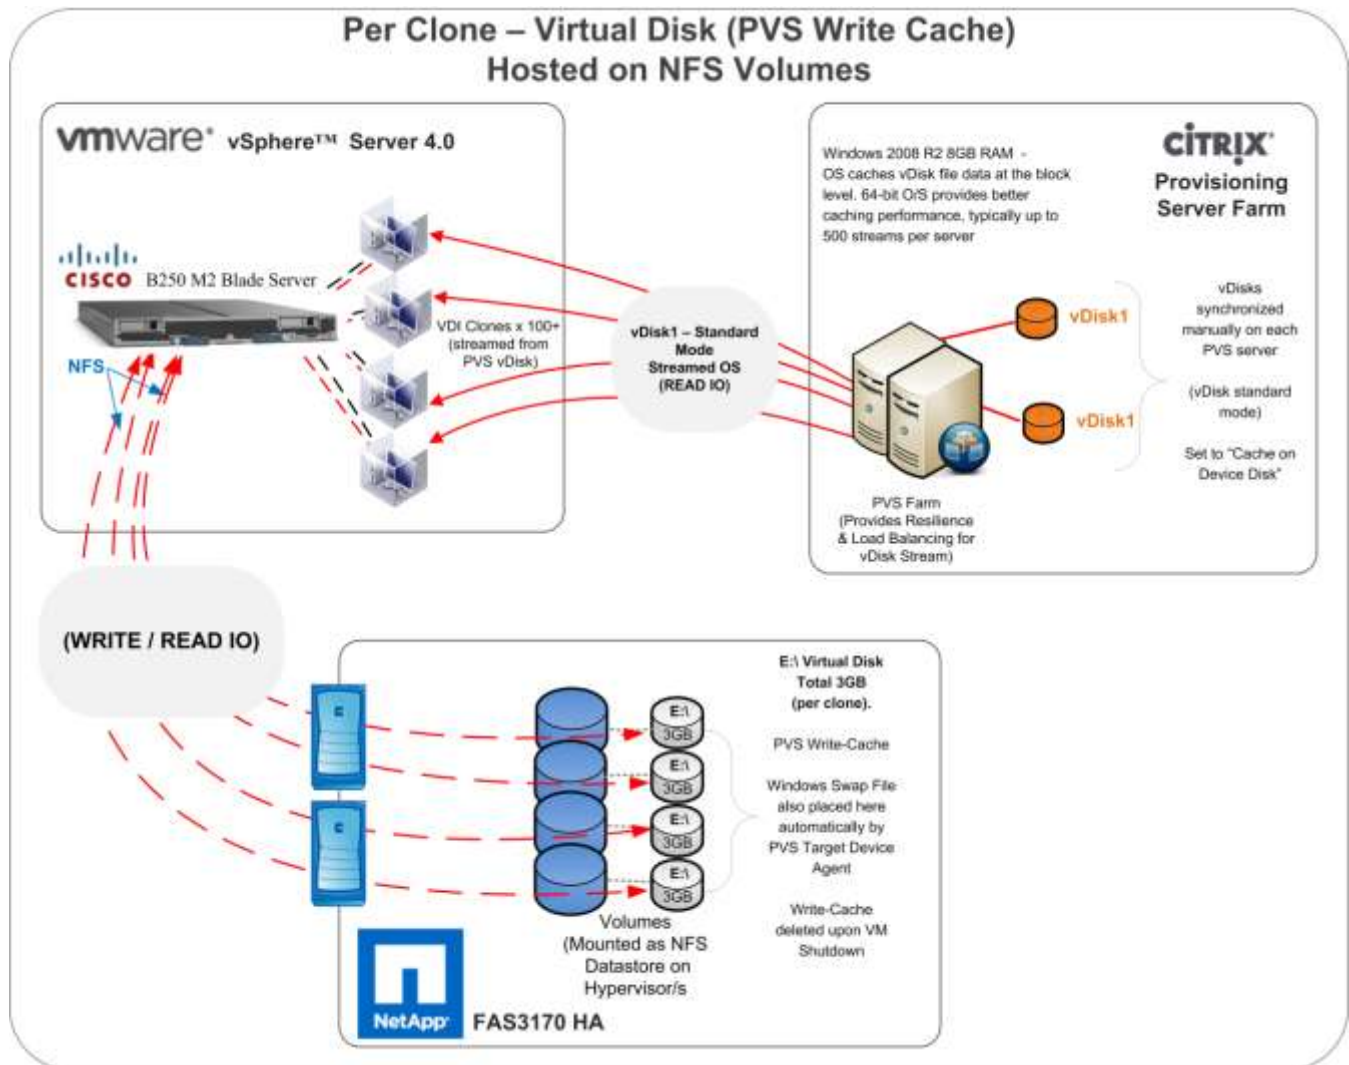 Per Clone – Virtual Disk (PVS Write Cache)
Hosted on NFS Volumes
vmware® vSphere™ Server 4.0
CISCO B250 M2 Blade Server
NFS
VDI Clones x 100+
(streamed from
PVS vDisk)
vDisk1 – Standard
Mode
Streamed OS
(READ IO)
Windows 2008 R2 8GB RAM -
OS caches vDisk file data at the block
level. 64-bit O/S provides better
caching performance, typically up to
500 streams per server
CITRIX®
Provisioning
Server Farm
vDisk1
vDisk1
vDisks
synchronized
manually on each
PVS server
(vDisk standard
mode)
Set to "Cache on
Device Disk"
PVS Farm
(Provides Resilience
& Load Balancing for
vDisk Stream)
(WRITE / READ IO)
E:\
3GB
E:\
3GB
E:\
3GB
E:\
3GB
Volumes
(Mounted as NFS
Datastore on
Hypervisor/s
E:\ Virtual Disk
Total 3GB
(per clone).
PVS Write-Cache
Windows Swap File
also placed here
automatically by
PVS Target Device
Agent
Write-Cache
deleted upon VM
Shutdown
NetApp® FAS3170 HA